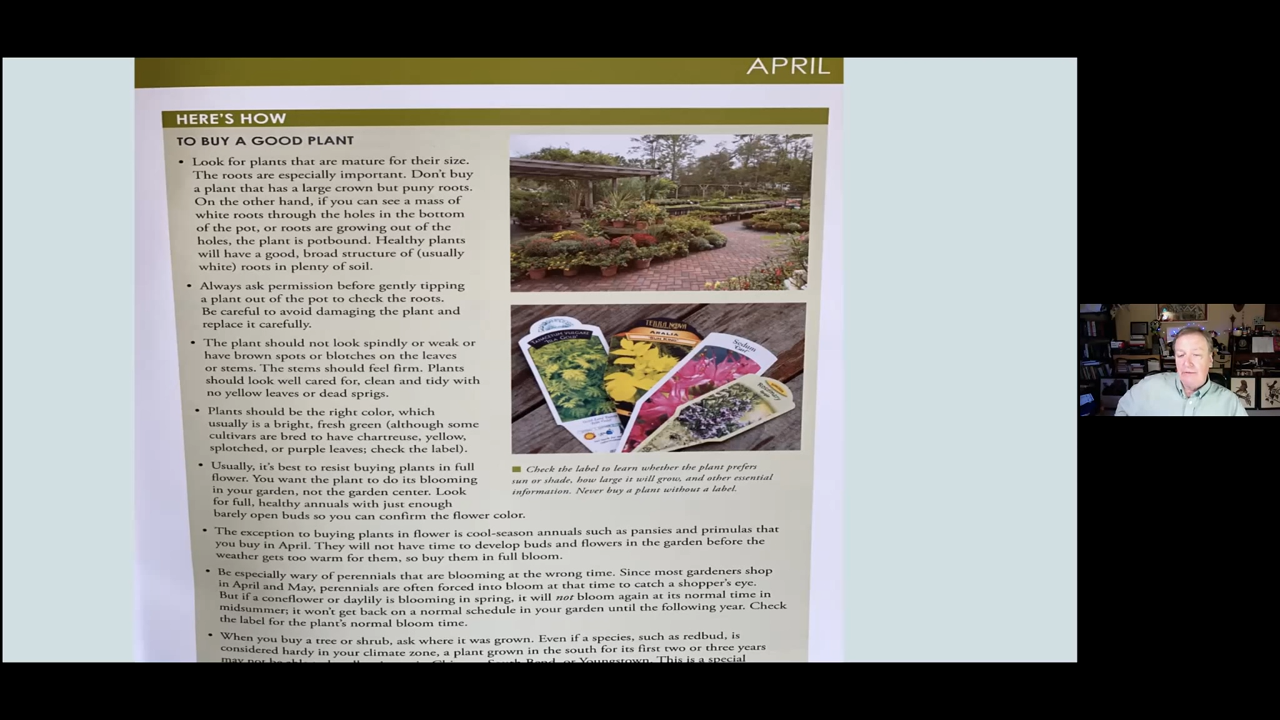 APRIL
HERE'S HOW
TO BUY A GOOD PLANT
• Look for plants that are mature for their size.
The roots are especially important. Don't buy
a plant that has a large crown but puny roots.
On the other hand, if you can see a mass of
white roots through the holes in the bottom
of the pot, or roots are growing out of the
holes, the plant is potbound. Healthy plants
will have a good, broad structure of (usually
white) roots in plenty of soil.
• Always ask permission before gently tipping
a plant out of the pot to check the roots.
Be careful to avoid damaging the plant and
replace it carefully.
• The plant should not look spindly or weak or
have brown spots or blotches on the leaves
or stems. The stems should feel firm. Plants
should look well cared for, clean and tidy with
no yellow leaves or dead sprigs.
• Plants should be the right color, which
usually is a bright, fresh green (although some
cultivars are bred to have chartreuse, yellow,
splotched, or purple leaves; check the label).
• Usually, it's best to resist buying plants in full
flower. You want the plant to do its blooming
in your garden, not the garden center. Look
for full, healthy annuals with just enough
barely open buds so you can confirm the flower color.
• The exception to buying plants in flower is cool-season annuals such as pansies and primulas that
you buy in April. They will not have time to develop buds and flowers in the garden before the
weather gets too warm for them, so buy them in full bloom.
• Be especially wary of perennials that are blooming at the wrong time. Since most gardeners shop
in April and May, perennials are often forced into bloom at that time to catch a shopper's eye.
But if a coneflower or daylily is blooming in spring, it will not bloom again at its normal time in
midsummer; it won't get back on a normal schedule in your garden until the following year. Check
the label for the plant's normal bloom time.
• When you buy a tree or shrub, ask where it was grown. Even if a species, such as redbud, is
considered hardy in your climate zone, a plant grown in the south for its first two or three years
may not be South Bend, or Youngstown. This is a special
ARALIA
Sedum
Check the label to learn whether the plant prefers
sun or shade, how large it will grow, and other essential
information. Never buy a plant without a label.